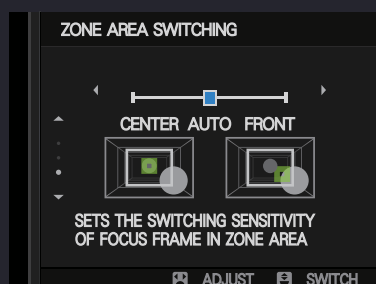 ZONE AREA SWITCHING
CENTER AUTO FRONT
SETS THE SWITCHING SENSITIVITY
OF FOCUS FRAME IN ZONE AREA
ADJUST SWITCH